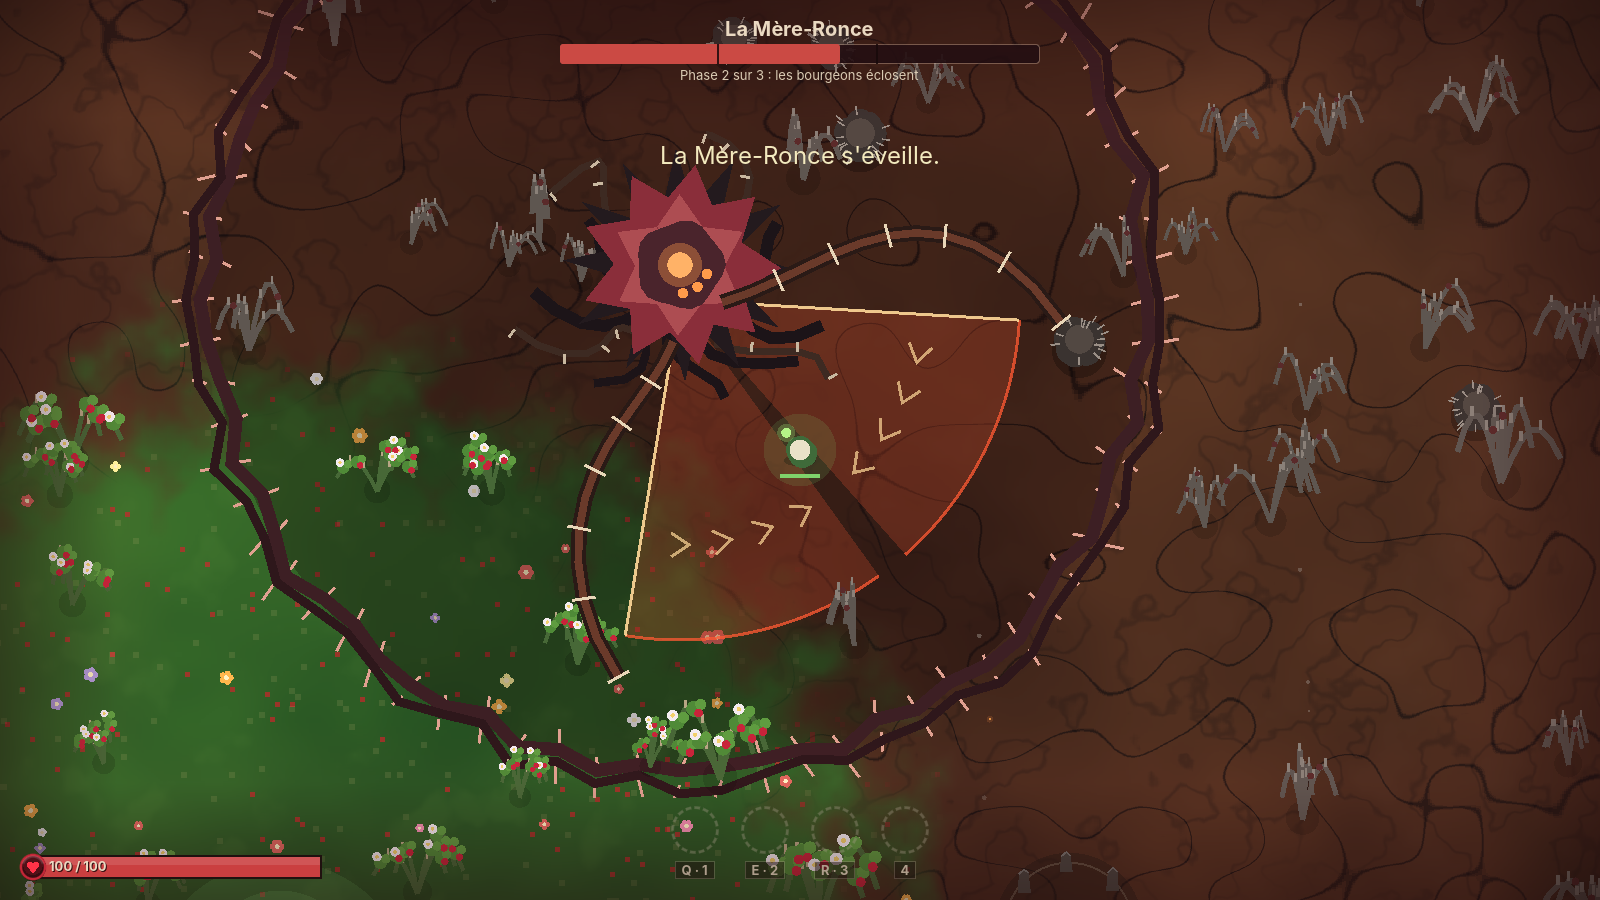 La Mère-Ronce
Phase 2 sur 3 : les bourgeons éclosent
La Mère-Ronce s'éveille.
100 / 100
Q · 1
E · 2
R · 3
4